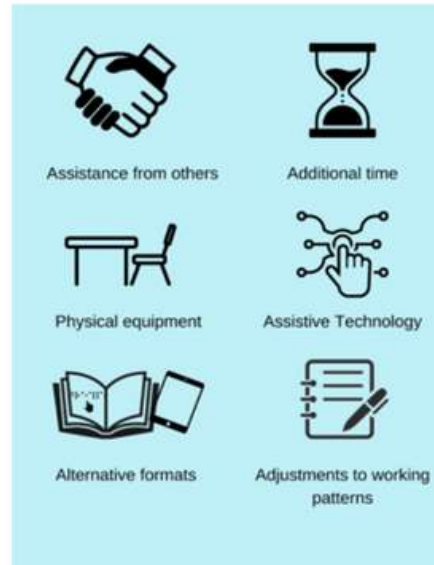 Assistance from others
Additional time
Physical equipment
Assistive Technology
Alternative formats
Adjustments to working
patterns